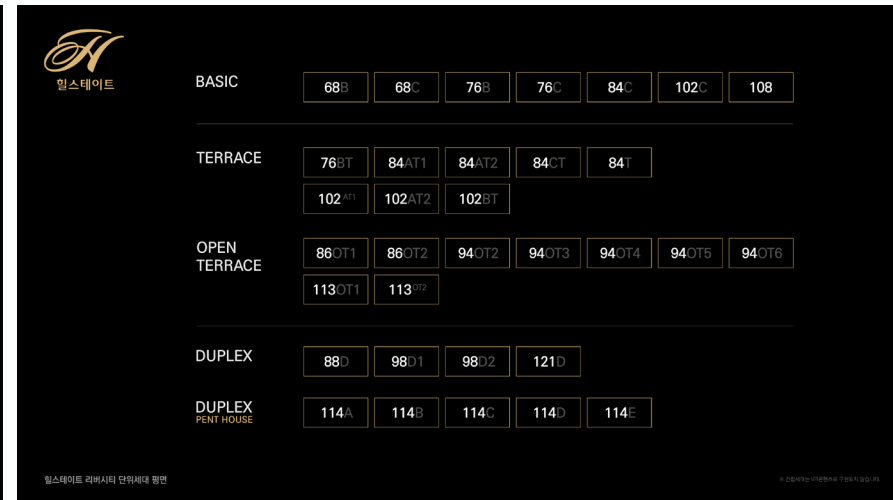 힐스테이트
BASIC
68B 68C 76B 76C 84C 102C 108
TERRACE
76BT 84AT1 84AT2 84CT 84T
102AT1 102AT2 102BT
OPEN
TERRACE
86OT1 86OT2 94OT2 94OT3 94OT4 94OT5 94OT6
113OT1 113OT2
DUPLEX
88D 98D1 98D2 121D
DUPLEX
PENT HOUSE
114A 114B 114C 114D 114E
힐스테이트 리버시티 단위세대 평면